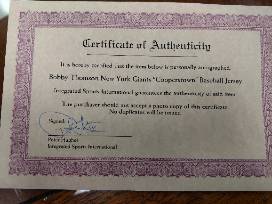 Certificate of Authenticity
It is hereby certified that the item below is personally autographed.
Bobby Thomson New York Giants "Cooperstown" Baseball Jersey
Integrated Sports International guarantees the authenticity of said item
The purchaser should not accept a photo copy of this certificate
No duplicates will be issued.
Signed:
Peter
Integrated Sports International